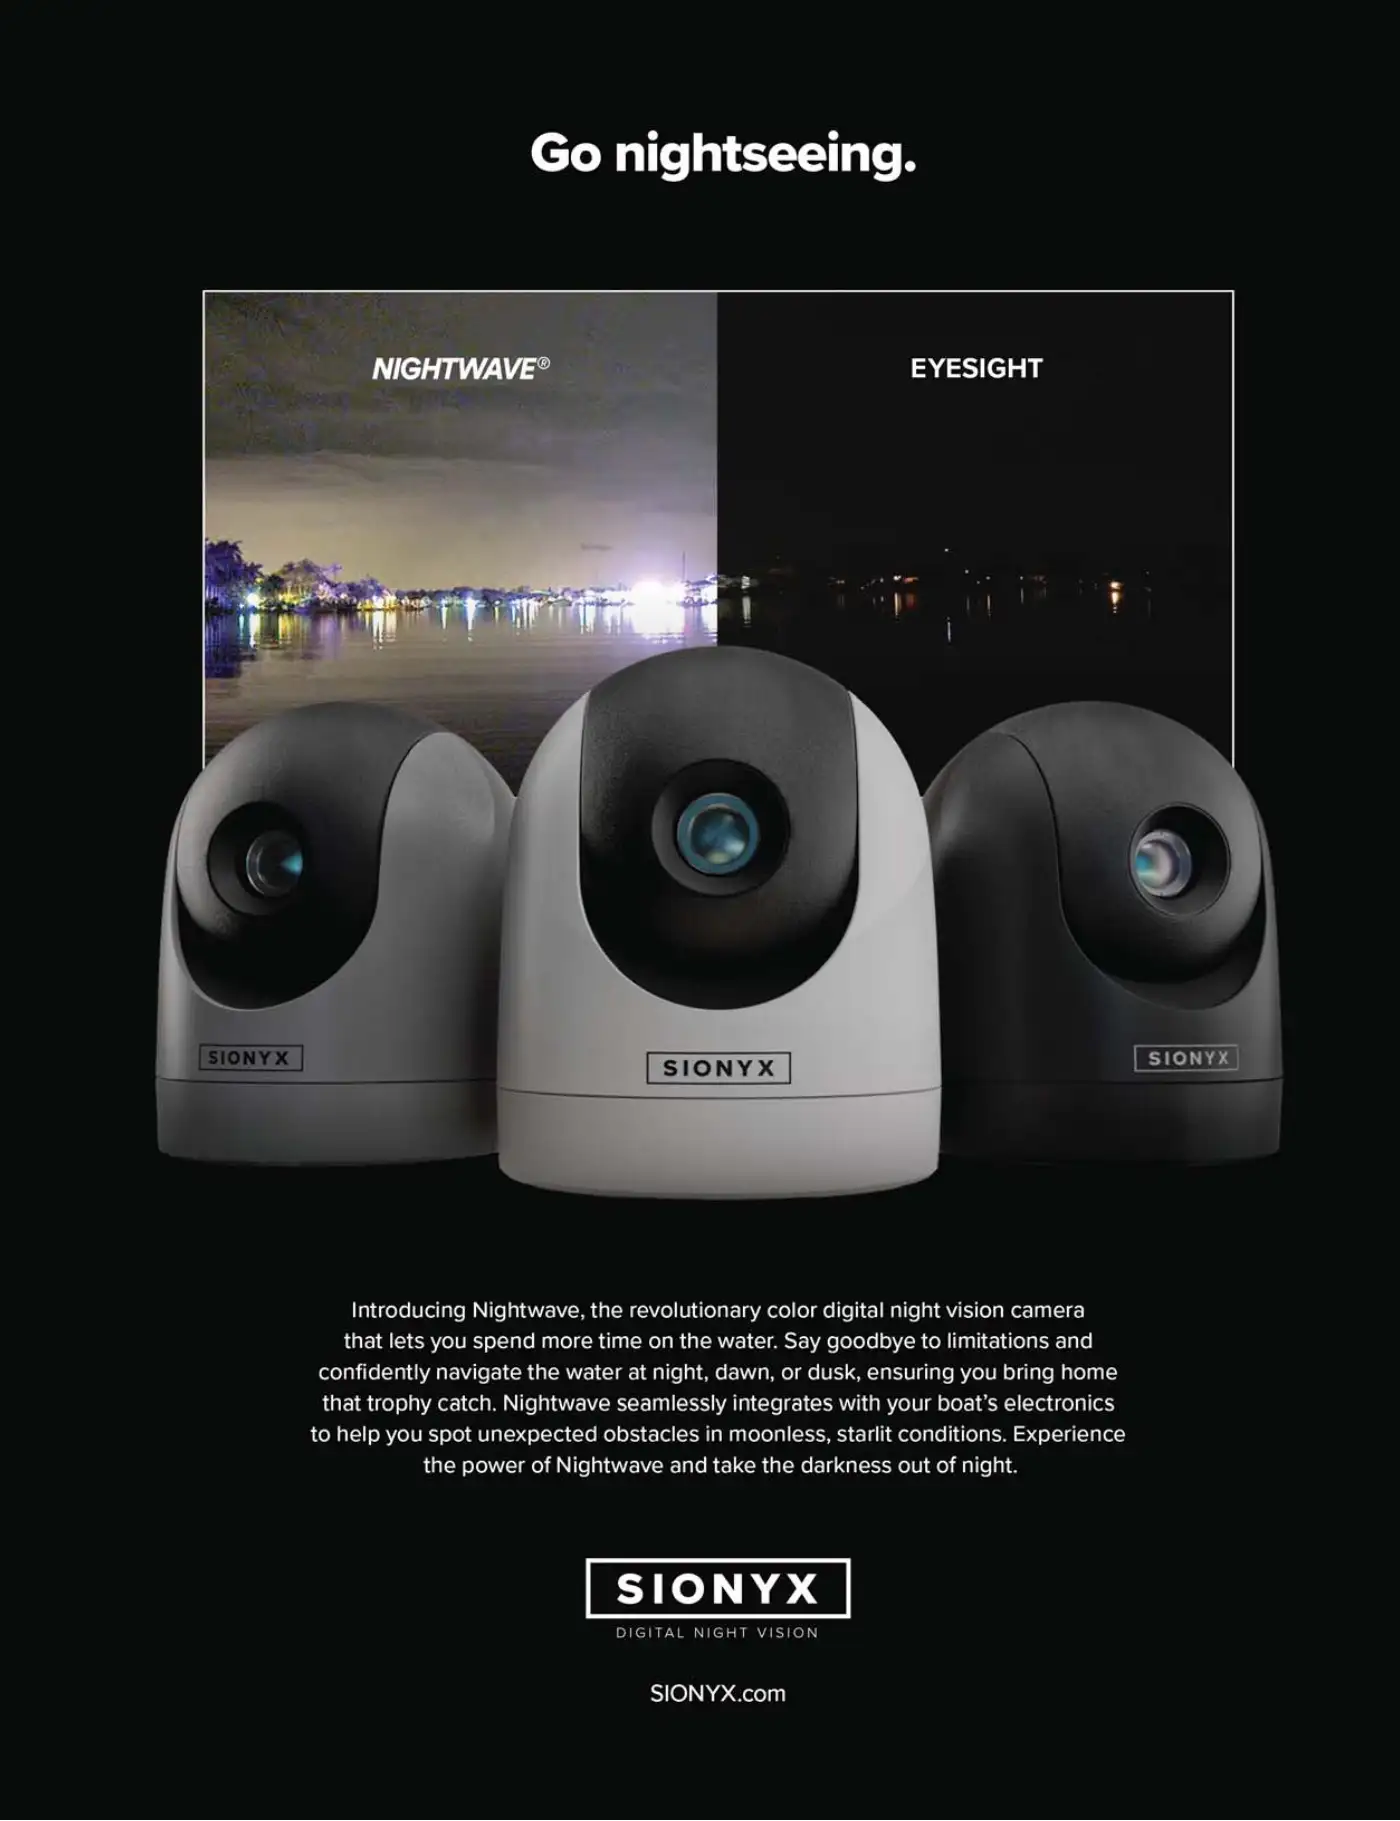 Go nightseeing.
NIGHTWAVE®
EYESIGHT
SIONYX
SIONYX
SIONYX
Introducing Nightwave, the revolutionary color digital night vision camera
that lets you spend more time on the water. Say goodbye to limitations and
confidently navigate the water at night, dawn, or dusk, ensuring you bring home
that trophy catch. Nightwave seamlessly integrates with your boat’s electronics
to help you spot unexpected obstacles in moonless, starlit conditions. Experience
the power of Nightwave and take the darkness out of night.
SIONYX
DIGITAL NIGHT VISION
SIONYX.com